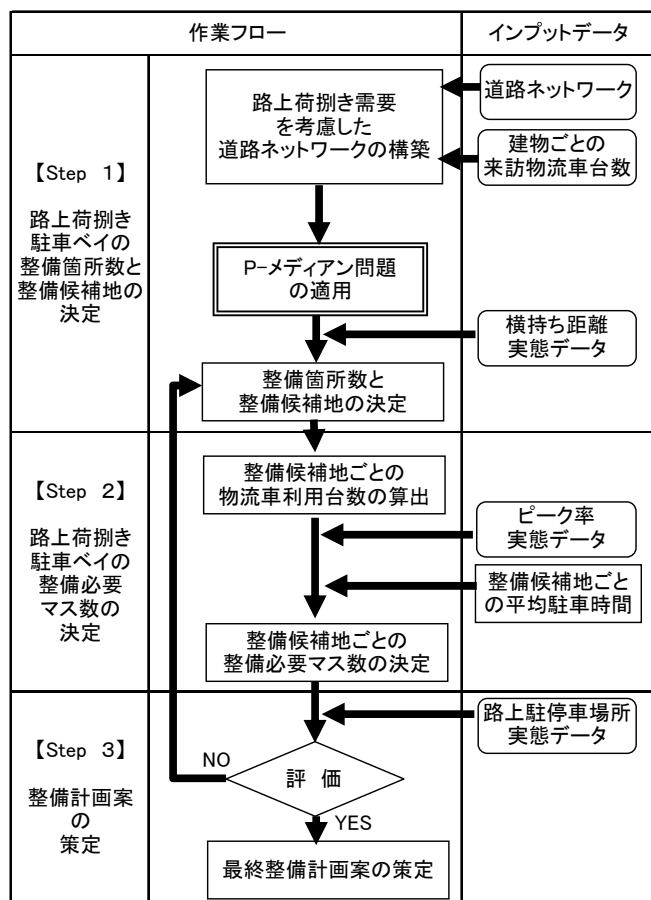 作業フロー
インプットデータ
【Step 1】
路上荷捌き
駐車ベイの
整備箇所数と
整備候補地の
決定
路上荷捌き需要
を考慮した
道路ネットワークの構築
道路ネットワーク
建物ごとの
来訪物流車台数
P-メディアン問題
の適用
横持ち距離
実態データ
整備箇所数と
整備候補地の決定
【Step 2】
路上荷捌き
駐車ベイの
整備必要
マス数の
決定
整備候補地ごとの
物流車利用台数の算出
ピーク率
実態データ
整備候補地ごと
の平均駐車時間
整備候補地ごとの
整備必要マス数の決定
【Step 3】
整備計画案
の
策定
路上駐停車場所
実態データ
NO
評 価
YES
最終整備計画案の策定